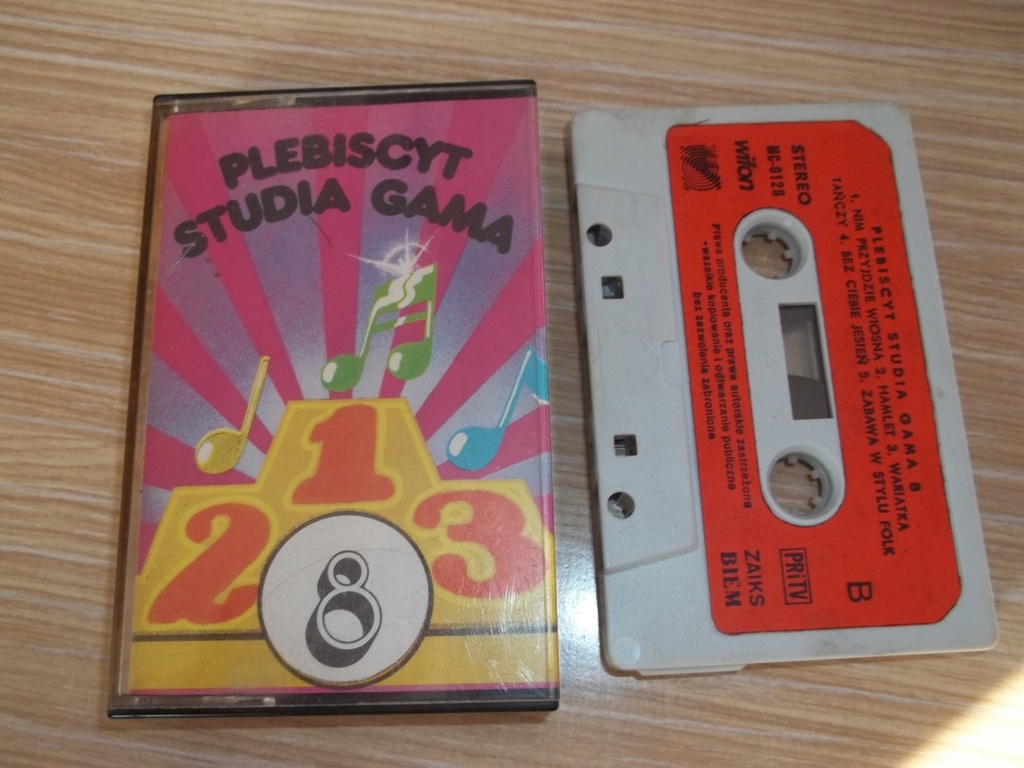 PLEBISCYT
STUDIA GAMA
1
2
3
8
STEREO
MC-0126
wifon
PLEBISCYT STUDIA GAMA 8
1. NIM PRZYJDZIE WIOSNA 2. HAMLET 3. WARIATKA
TAŃCZY 4. BEZ CIEBIE JESIEŃ 5. ZABAWA W STYLU FOLK
Prawa producenta oraz prawa autorskie zastrzeżone
-wszelkie kopiowanie i odtwarzanie publiczne
bez zezwolenia zabronione
B
PRiTV
ZAIKS
BIEM